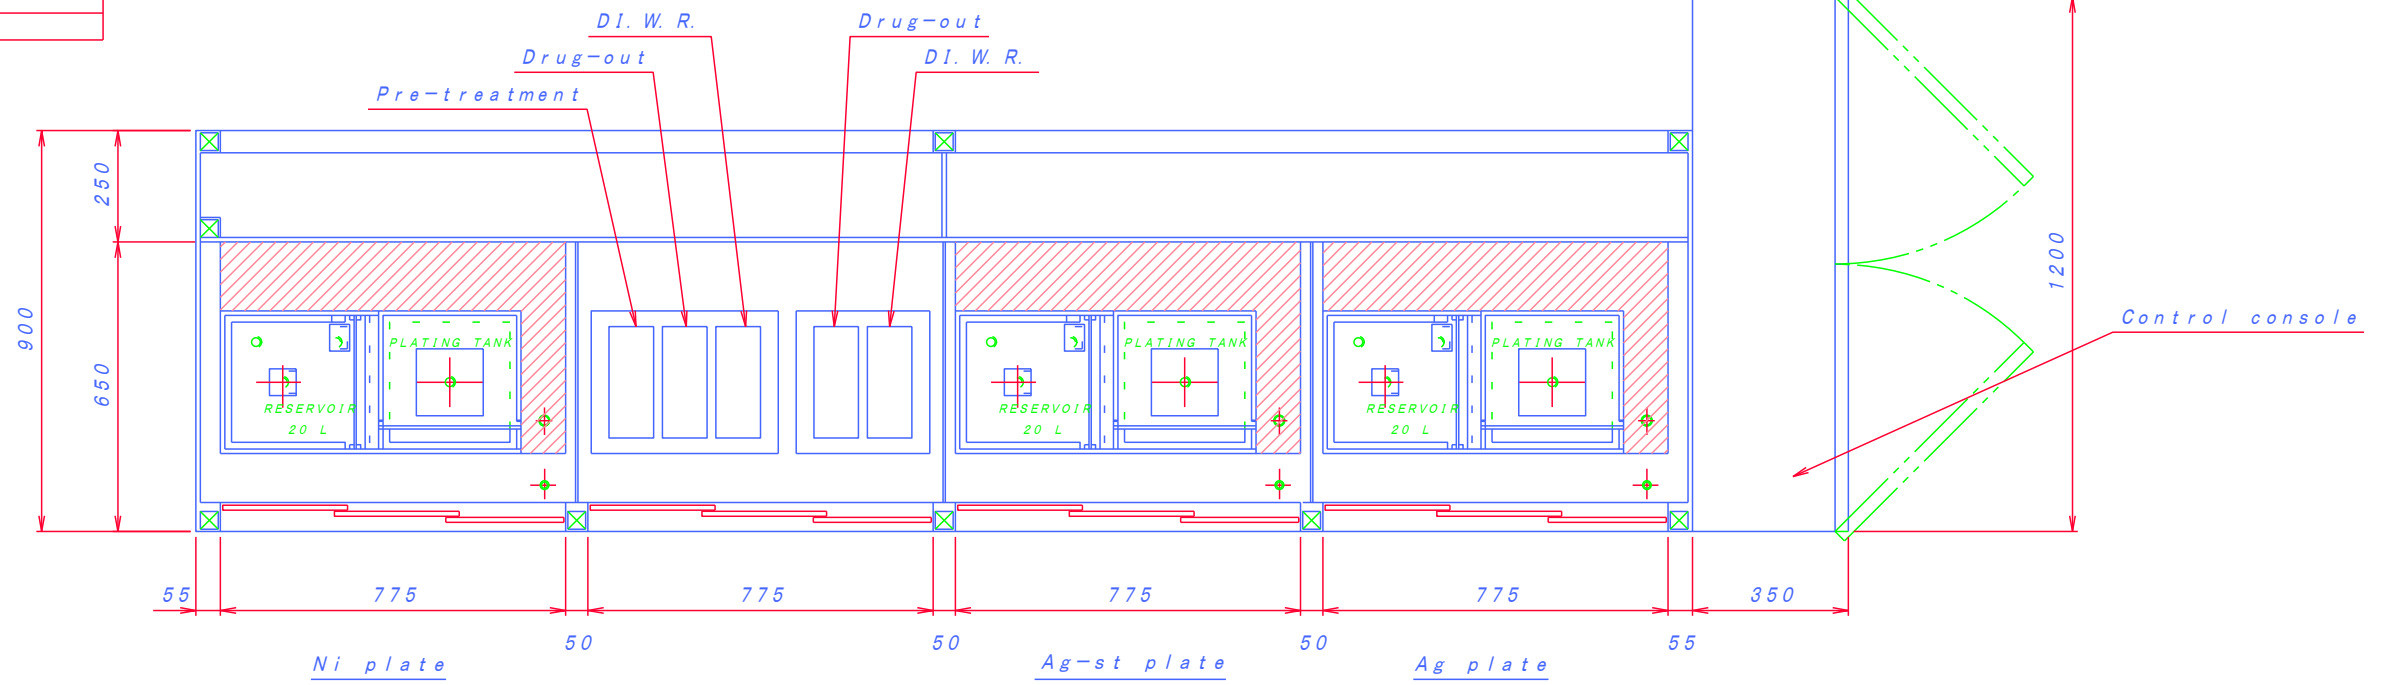 DI. W. R.
Drug-out
Drug-out
DI. W. R.
Pre-treatment
250
900
650
1200
Control console
PLATING TANK
RESERVOIR
20 L
PLATING TANK
RESERVOIR
20 L
PLATING TANK
RESERVOIR
20 L
55
775
775
775
775
350
50
50
50
55
Ni plate
Ag-st plate
Ag plate